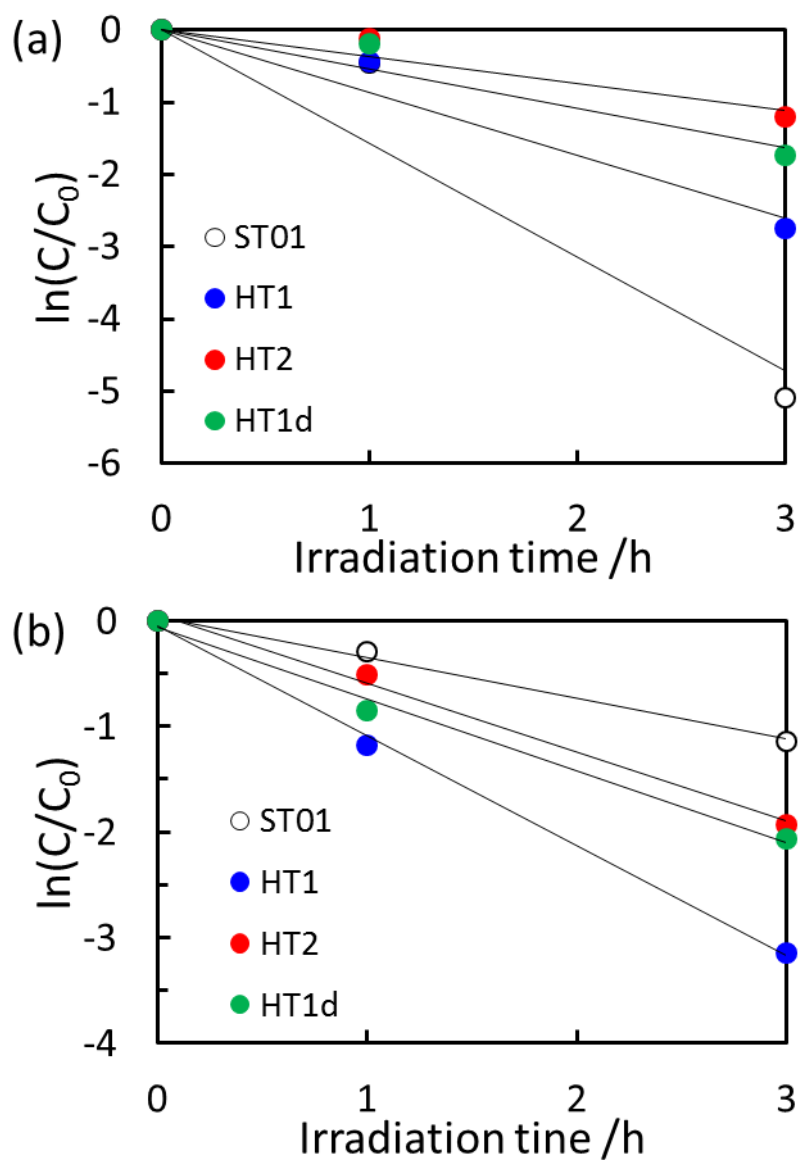 (a)
ln(C/C₀)
0
-1
-2
-3
-4
-5
-6
ST01
HT1
HT2
HT1d
0 1 2 3
Irradiation time /h
(b)
ln(C/C₀)
0
-1
-2
-3
-4
ST01
HT1
HT2
HT1d
0 1 2 3
Irradiation tine /h